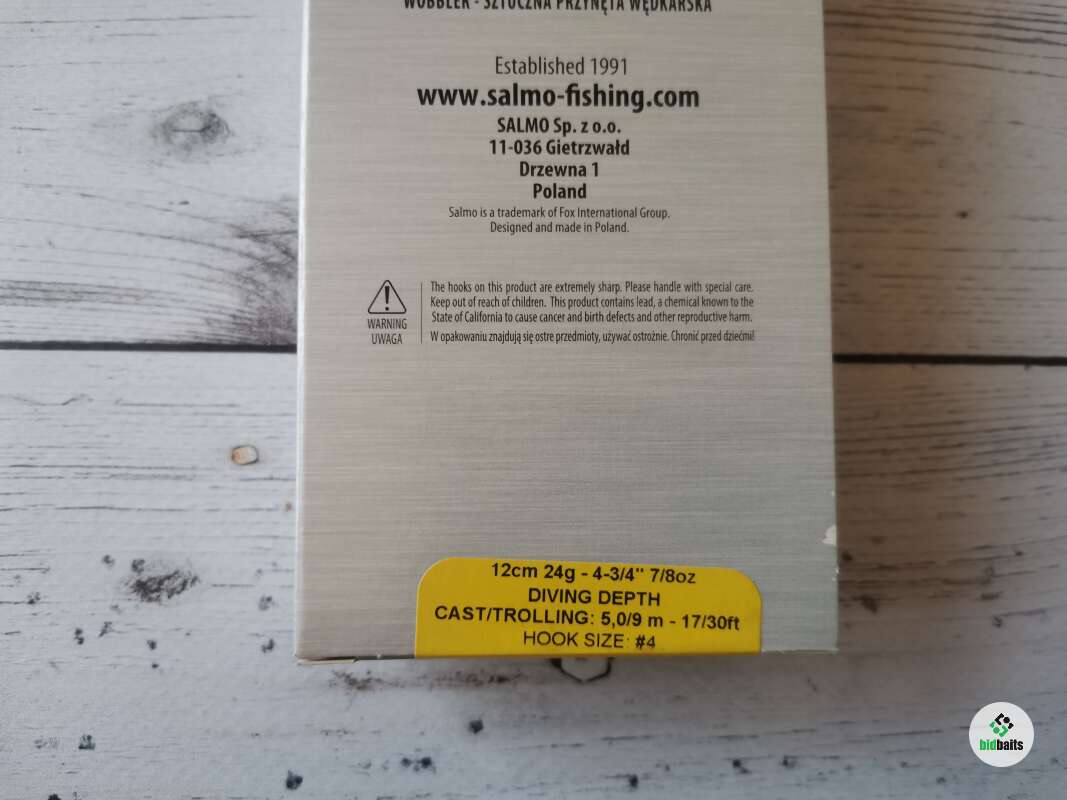 WOBBLER - SZTUCZNA PRZYNĘTA WĘDKARSKA
Established 1991
www.salmo-fishing.com
SALMO Sp. z o.o.
11-036 Gietrzwałd
Drzewna 1
Poland
Salmo is a trademark of Fox International Group.
Designed and made in Poland.
WARNING
UWAGA
The hooks on this product are extremely sharp. Please handle with special care.
Keep out of reach of children. This product contains lead, a chemical known to the
State of California to cause cancer and birth defects and other reproductive harm.
W opakowaniu znajdują się ostre przedmioty, używać ostrożnie. Chronić przed dziećmi!
12cm 24g - 4-3/4" 7/8oz
DIVING DEPTH
CAST/TROLLING: 5,0/9 m - 17/30ft
HOOK SIZE: #4
bidbaits